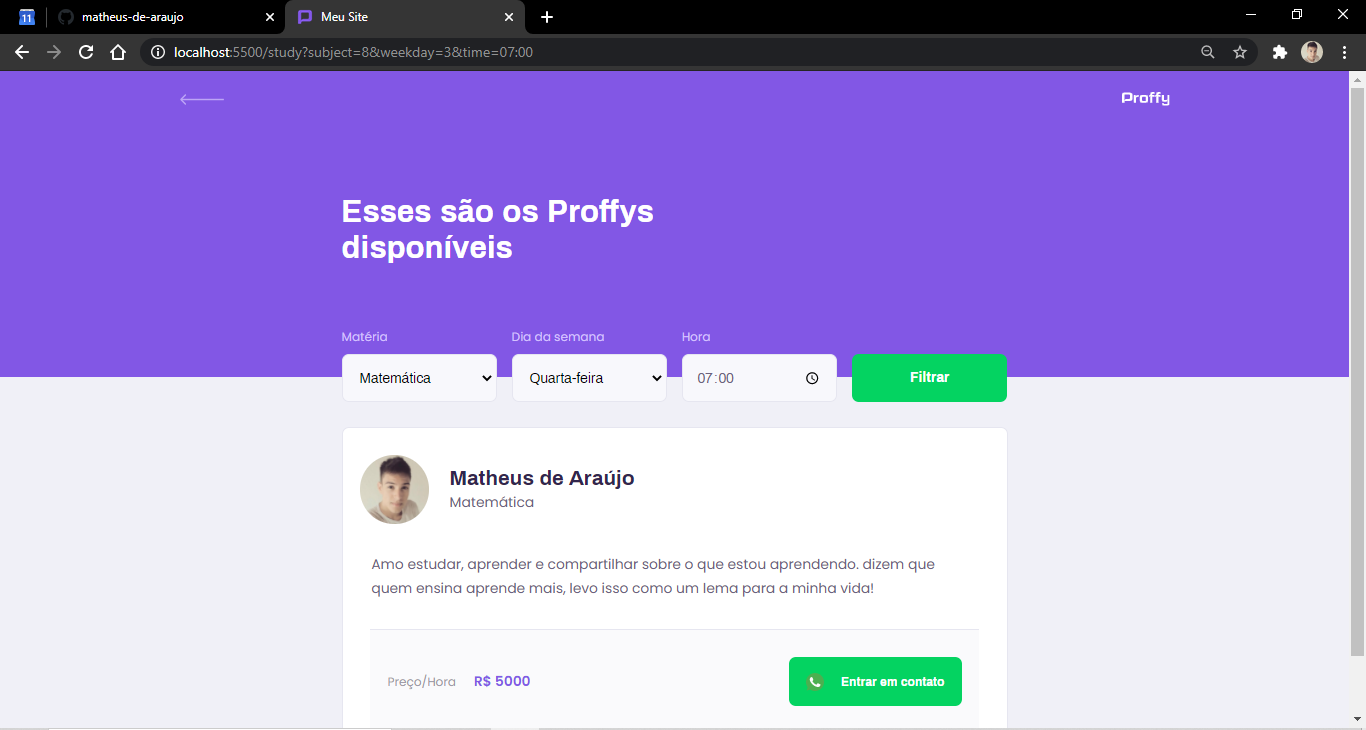 11
matheus-de-araujo
Meu Site
localhost:5500/study?subject=8&weekday=3&time=07:00
Proffy
Esses são os Proffys
disponíveis
Matéria
Dia da semana
Hora
Matemática
Quarta-feira
07:00
Filtrar
Matheus de Araújo
Matemática
Amo estudar, aprender e compartilhar sobre o que estou aprendendo. dizem que
quem ensina aprende mais, levo isso como um lema para a minha vida!
Preço/Hora
R$ 5000
Entrar em contato